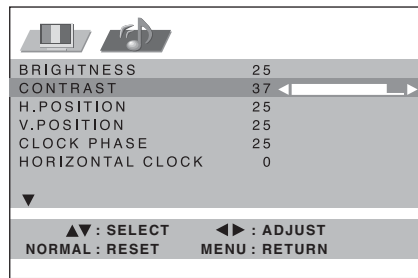 BRIGHTNESS 25
CONTRAST 37
H.POSITION 25
V.POSITION 25
CLOCK PHASE 25
HORIZONTAL CLOCK 0
▼
▲▼ : SELECT ◀▶ : ADJUST
NORMAL : RESET MENU : RETURN